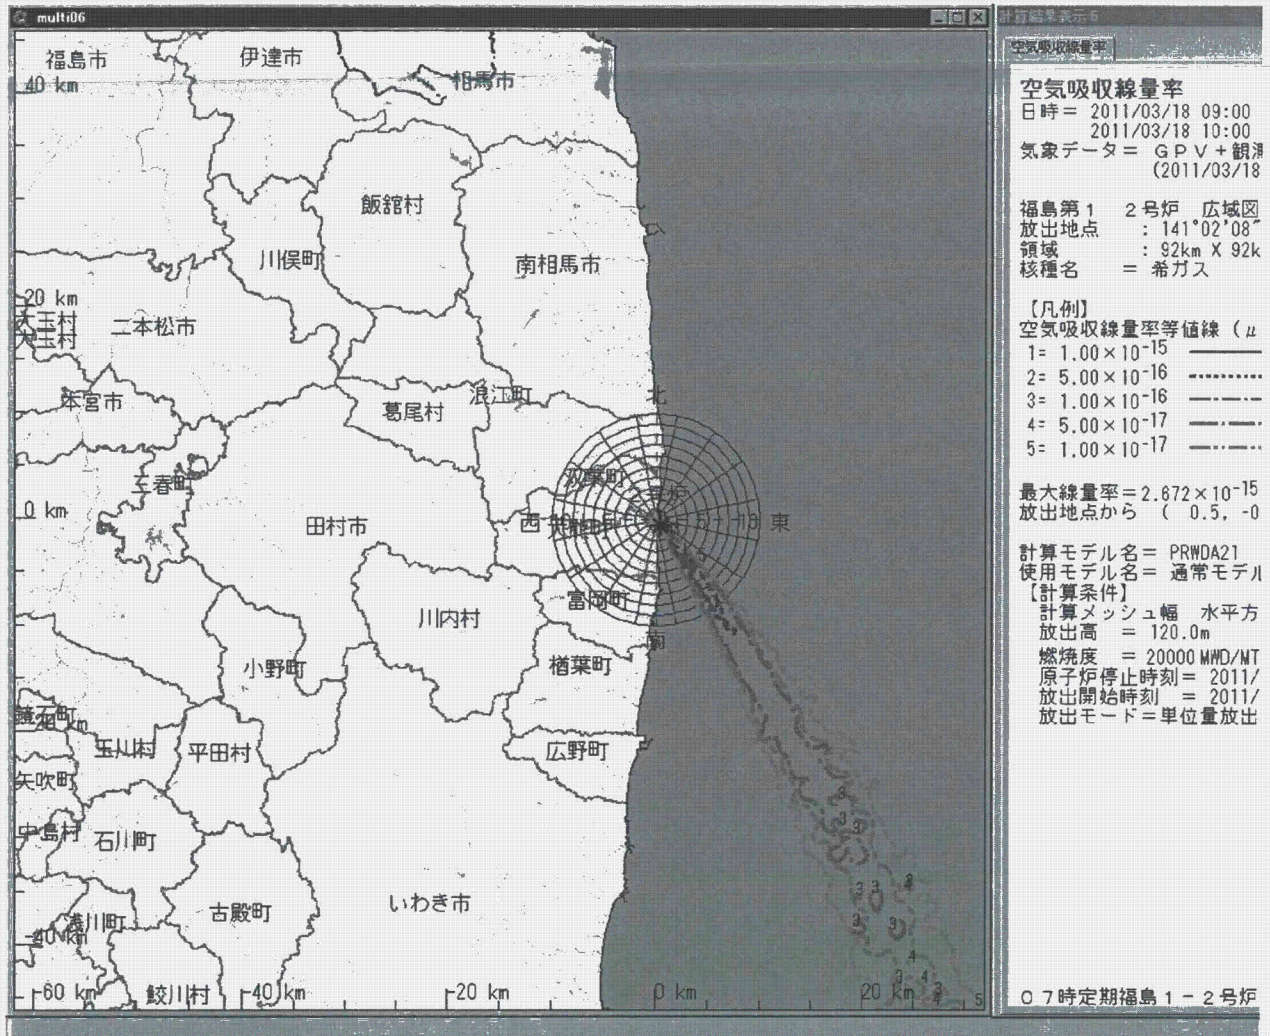 multi06
福島市
伊達市
相馬市
40 km
飯舘村
川俣町
南相馬市
20 km
大玉村
大玉村
二本松市
本宮市
葛尾村
浪江町
北
三春町
双葉町
0 km
田村市
西
東
富岡町
川内村
南
楢葉町
小野町
鏡石町
玉川村
平田村
広野町
矢吹町
中島村
石川町
いわき市
古殿町
浅川町
-40 km
鮫川村
-60 km
-40 km
-20 km
0 km
20 km
計算結果表示6
空気吸収線量率
空気吸収線量率
日時= 2011/03/18 09:00
2011/03/18 10:00
気象データ= GPV+観測
(2011/03/18
福島第1 2号炉 広域図
放出地点 : 141°02'08"
領域 : 92km X 92k
核種名 = 希ガス
【凡例】
空気吸収線量率等値線 (μ
1= 1.00×10-15
2= 5.00×10-16
3= 1.00×10-16
4= 5.00×10-17
5= 1.00×10-17
最大線量率=2.672×10-15
放出地点から ( 0.5, -0
計算モデル名= PRWDA21
使用モデル名= 通常モデル
【計算条件】
計算メッシュ幅 水平方
放出高 = 120.0m
燃焼度 = 20000MWD/MT
原子炉停止時刻= 2011/
放出開始時刻 = 2011/
放出モード=単位量放出
07時定期福島1-2号炉